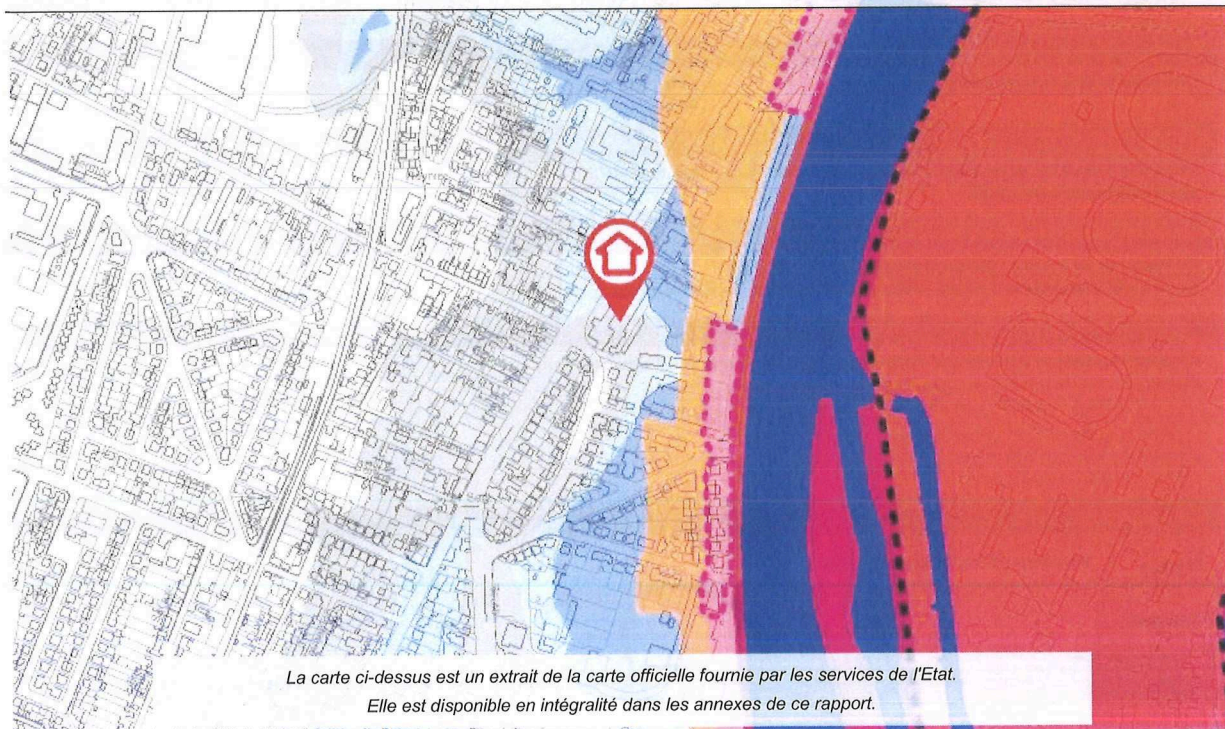 La carte ci-dessus est un extrait de la carte officielle fournie par les services de l'Etat.
Elle est disponible en intégralité dans les annexes de ce rapport.